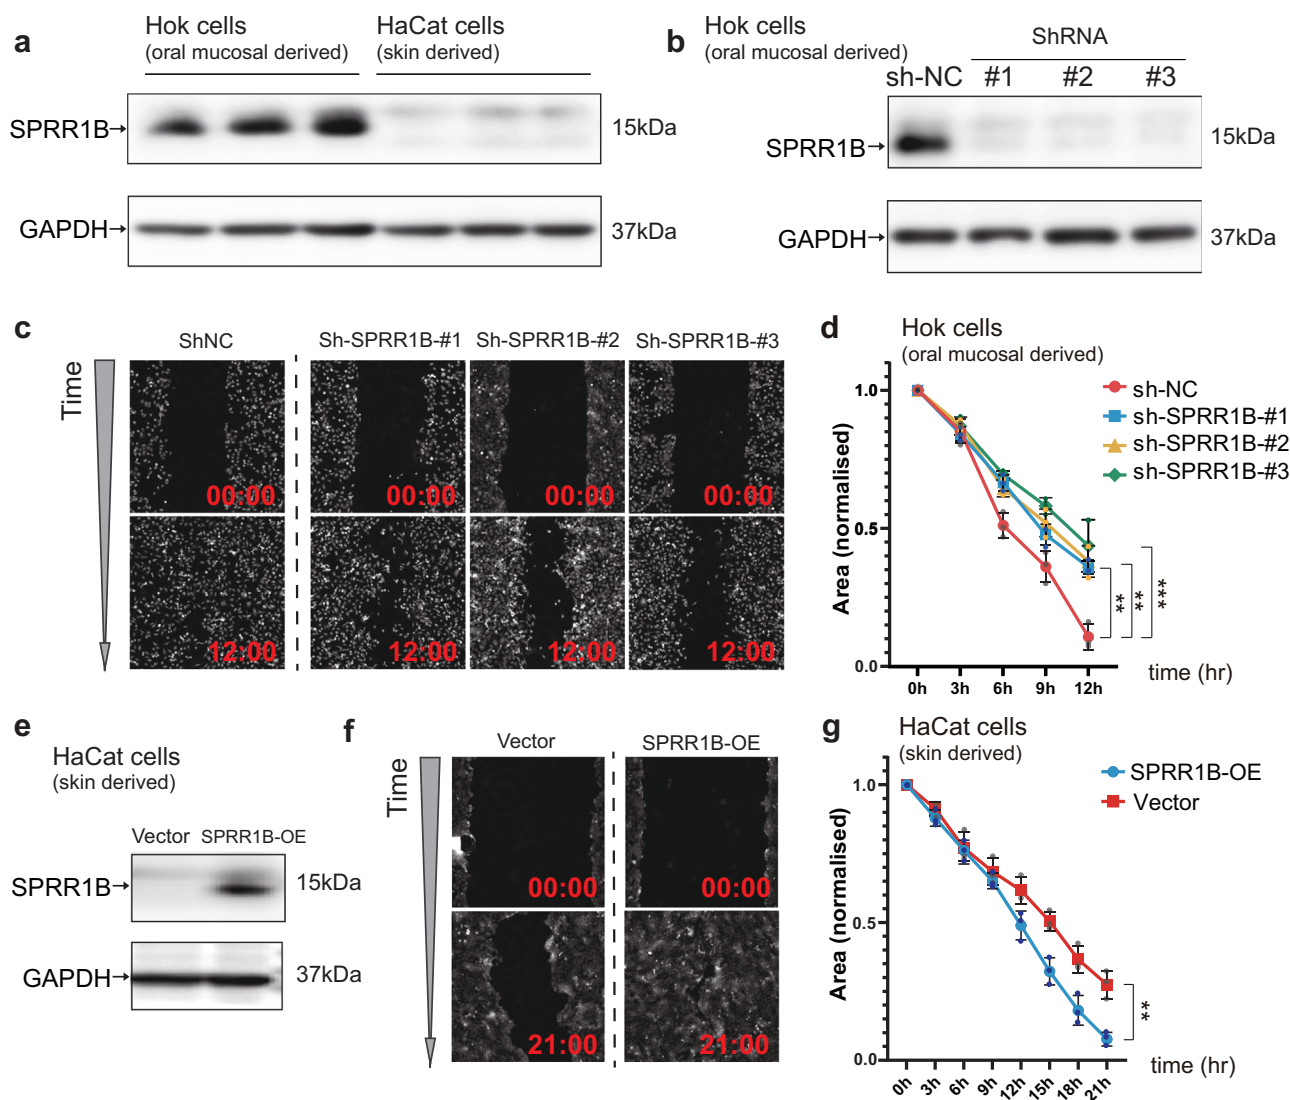 a
Hok cells
(oral mucosal derived)
HaCat cells
(skin derived)
SPRR1B
15kDa
GAPDH
37kDa
b
Hok cells
(oral mucosal derived)
ShRNA
sh-NC #1 #2 #3
SPRR1B
15kDa
GAPDH
37kDa
c
Time
ShNC Sh-SPRR1B-#1 Sh-SPRR1B-#2 Sh-SPRR1B-#3
00:00 00:00 00:00 00:00
12:00 12:00 12:00 12:00
d
Hok cells
(oral mucosal derived)
sh-NC
sh-SPRR1B-#1
sh-SPRR1B-#2
sh-SPRR1B-#3
Area (normalised)
1.0
0.5
0.0
** ** ***
0h 3h 6h 9h 12h
time (hr)
e
HaCat cells
(skin derived)
Vector SPRR1B-OE
SPRR1B
15kDa
GAPDH
37kDa
f
Time
Vector SPRR1B-OE
00:00 00:00
21:00 21:00
g
HaCat cells
(skin derived)
SPRR1B-OE
Vector
Area (normalised)
1.0
0.5
0.0
**
0h 3h 6h 9h 12h 15h 18h 21h
time (hr)